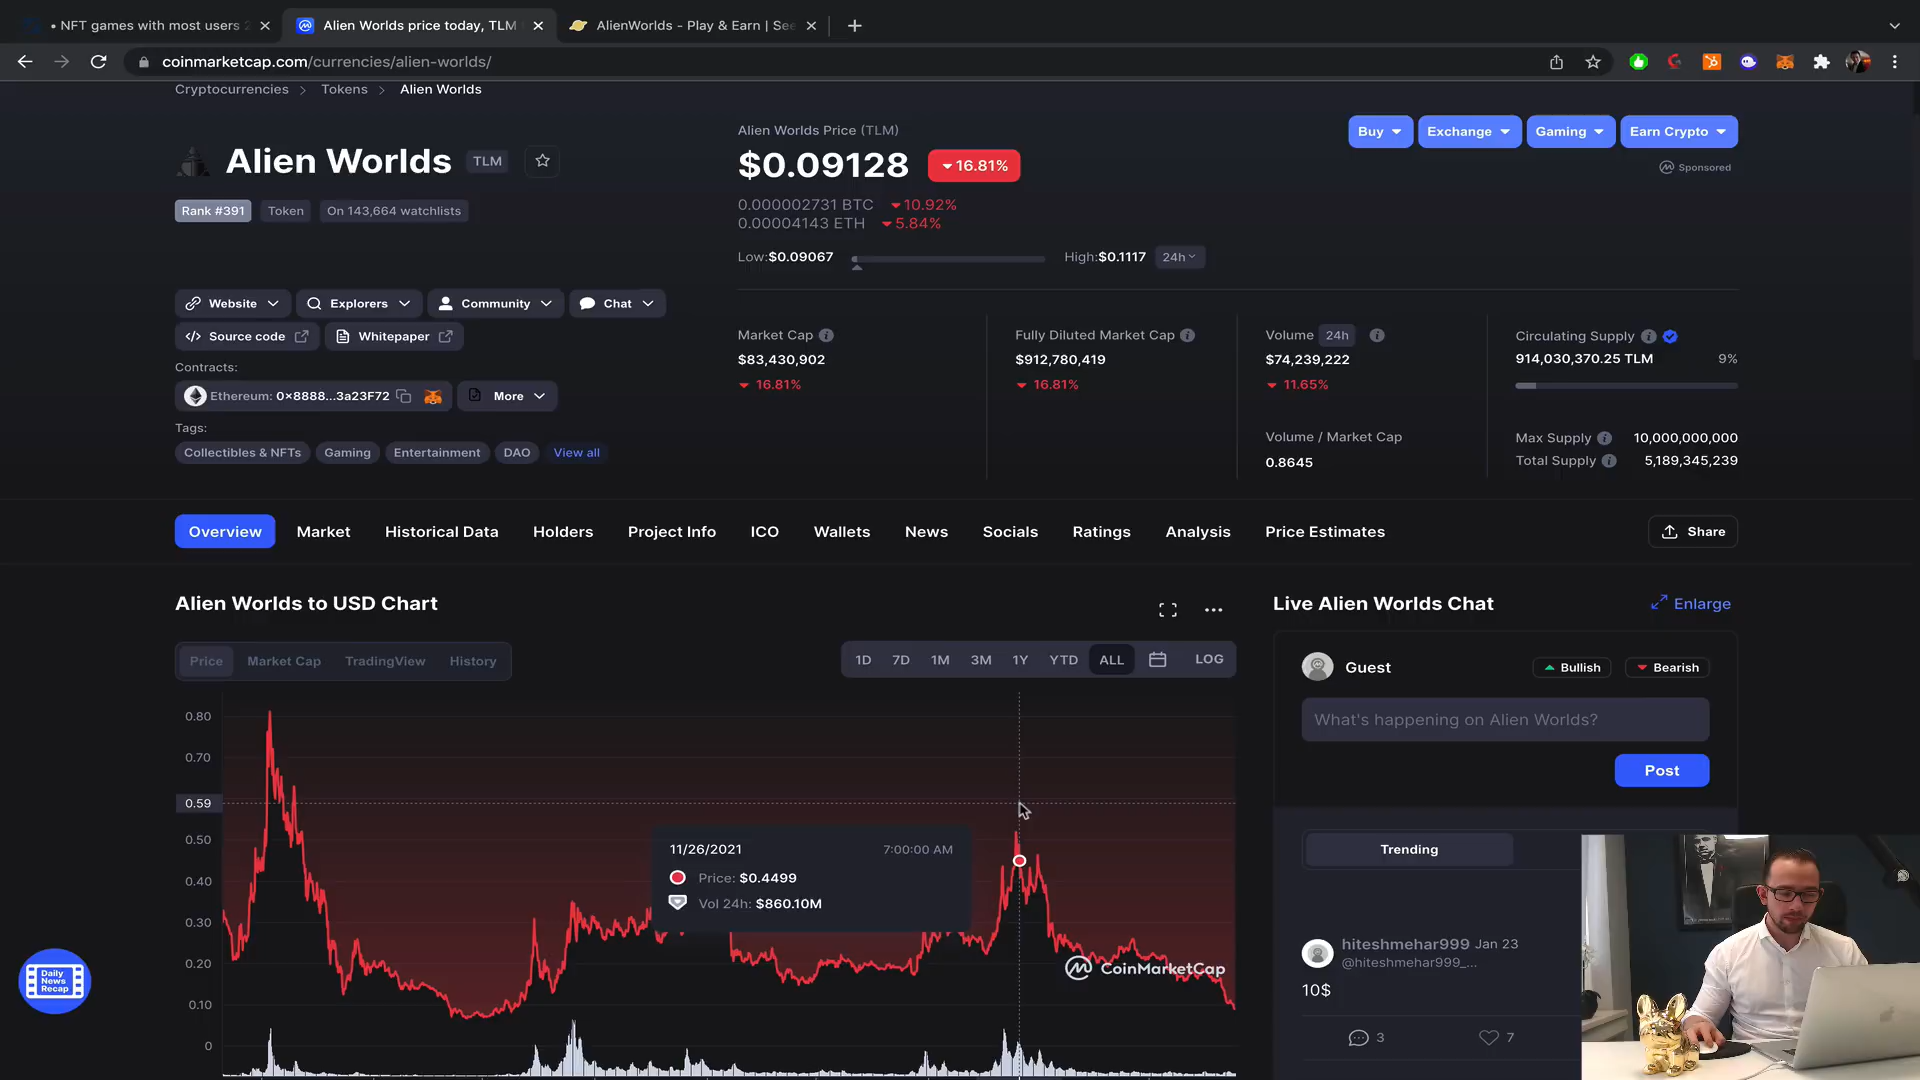 • NFT games with most users 2
Alien Worlds price today, TLM
AlienWorlds - Play & Earn | See
coinmarketcap.com/currencies/alien-worlds/
Cryptocurrencies > Tokens > Alien Worlds
Alien Worlds TLM
Rank #391 Token On 143,664 watchlists
Alien Worlds Price (TLM)
$0.09128 16.81%
0.000002731 BTC 10.92%
0.00004143 ETH 5.84%
Low:$0.09067 High:$0.1117 24h
Buy Exchange Gaming Earn Crypto
Sponsored
Website Explorers Community Chat
Source code Whitepaper
Contracts:
Ethereum: 0x8888...3a23F72 More
Tags:
Collectibles & NFTs Gaming Entertainment DAO View all
Market Cap
$83,430,902
16.81%
Fully Diluted Market Cap
$912,780,419
16.81%
Volume 24h
$74,239,222
11.65%
Volume / Market Cap
0.8645
Circulating Supply
914,030,370.25 TLM 9%
Max Supply 10,000,000,000
Total Supply 5,189,345,239
Overview Market Historical Data Holders Project Info ICO Wallets News Socials Ratings Analysis Price Estimates Share
Alien Worlds to USD Chart
Price Market Cap TradingView History
1D 7D 1M 3M 1Y YTD ALL LOG
0.80
0.70
0.59
0.50
0.40
0.30
0.20
0.10
0
11/26/2021 7:00:00 AM
Price: $0.4499
Vol 24h: $860.10M
CoinMarketCap
Live Alien Worlds Chat Enlarge
Guest Bullish Bearish
What's happening on Alien Worlds?
Post
Trending
hiteshmehar999 Jan 23
@hiteshmehar999_...
10$
3 7
Daily
News
Recap